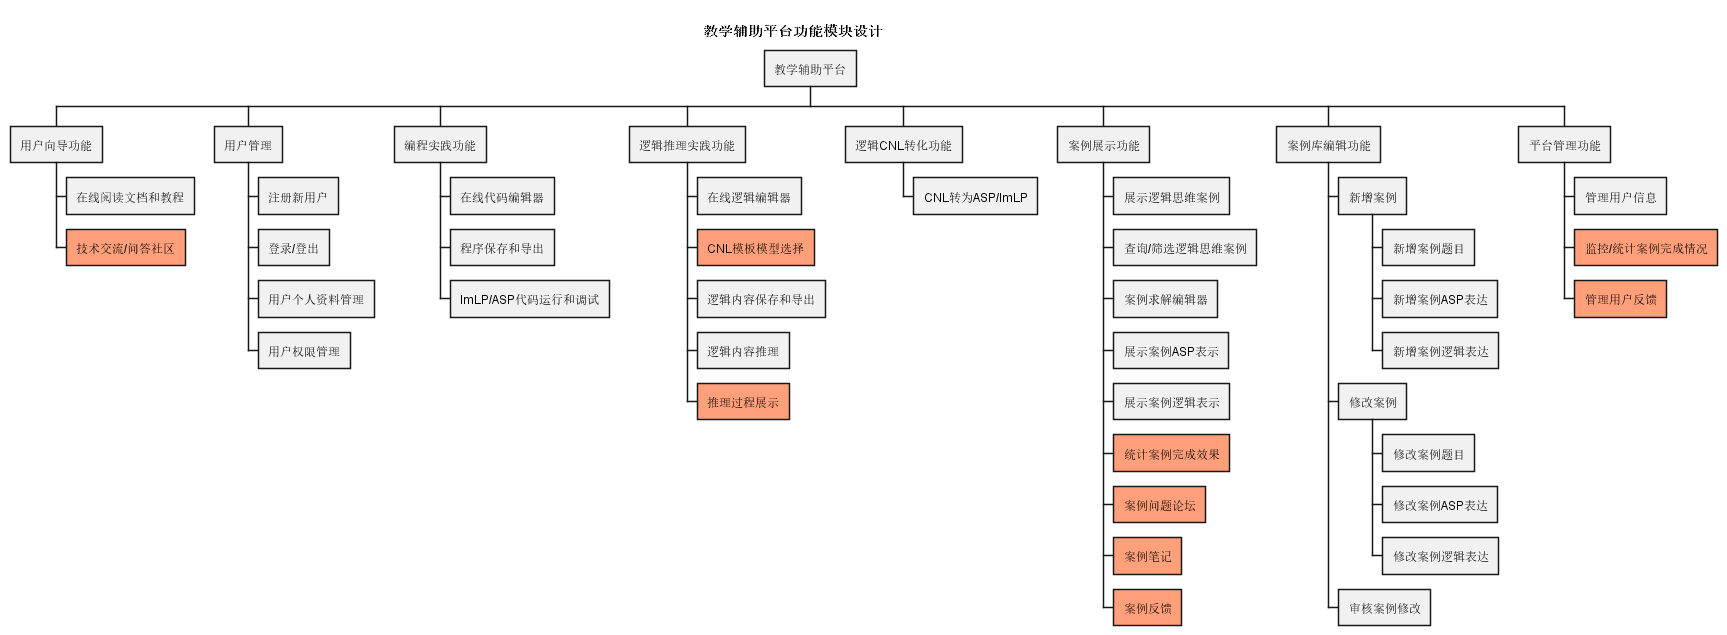 教学辅助平台功能模块设计
教学辅助平台
用户向导功能
在线阅读文档和教程
技术交流/问答社区
用户管理
注册新用户
登录/登出
用户个人资料管理
用户权限管理
编程实践功能
在线代码编辑器
程序保存和导出
ImLP/ASP代码运行和调试
逻辑推理实践功能
在线逻辑编辑器
CNL模板模型选择
逻辑内容保存和导出
逻辑内容推理
推理过程展示
逻辑CNL转化功能
CNL转为ASP/ImLP
案例展示功能
展示逻辑思维案例
查询/筛选逻辑思维案例
案例求解编辑器
展示案例ASP表示
展示案例逻辑表示
统计案例完成效果
案例问题论坛
案例笔记
案例反馈
案例库编辑功能
新增案例
新增案例题目
新增案例ASP表达
新增案例逻辑表达
修改案例
修改案例题目
修改案例ASP表达
修改案例逻辑表达
审核案例修改
平台管理功能
管理用户信息
监控/统计案例完成情况
管理用户反馈